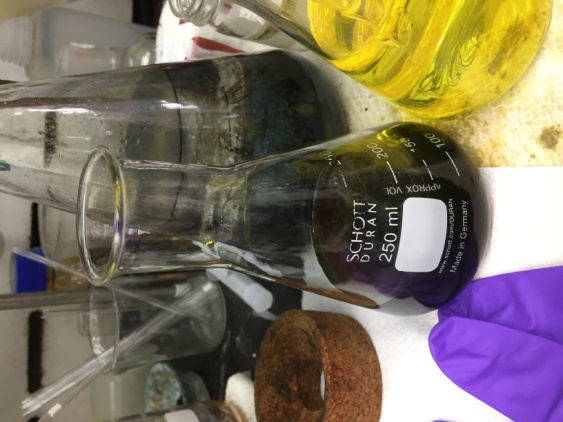 SCHOTT
DURAN
250 ml
APPROX VOL
100
150
200
www.schott.com/DURAN
Made in Germany